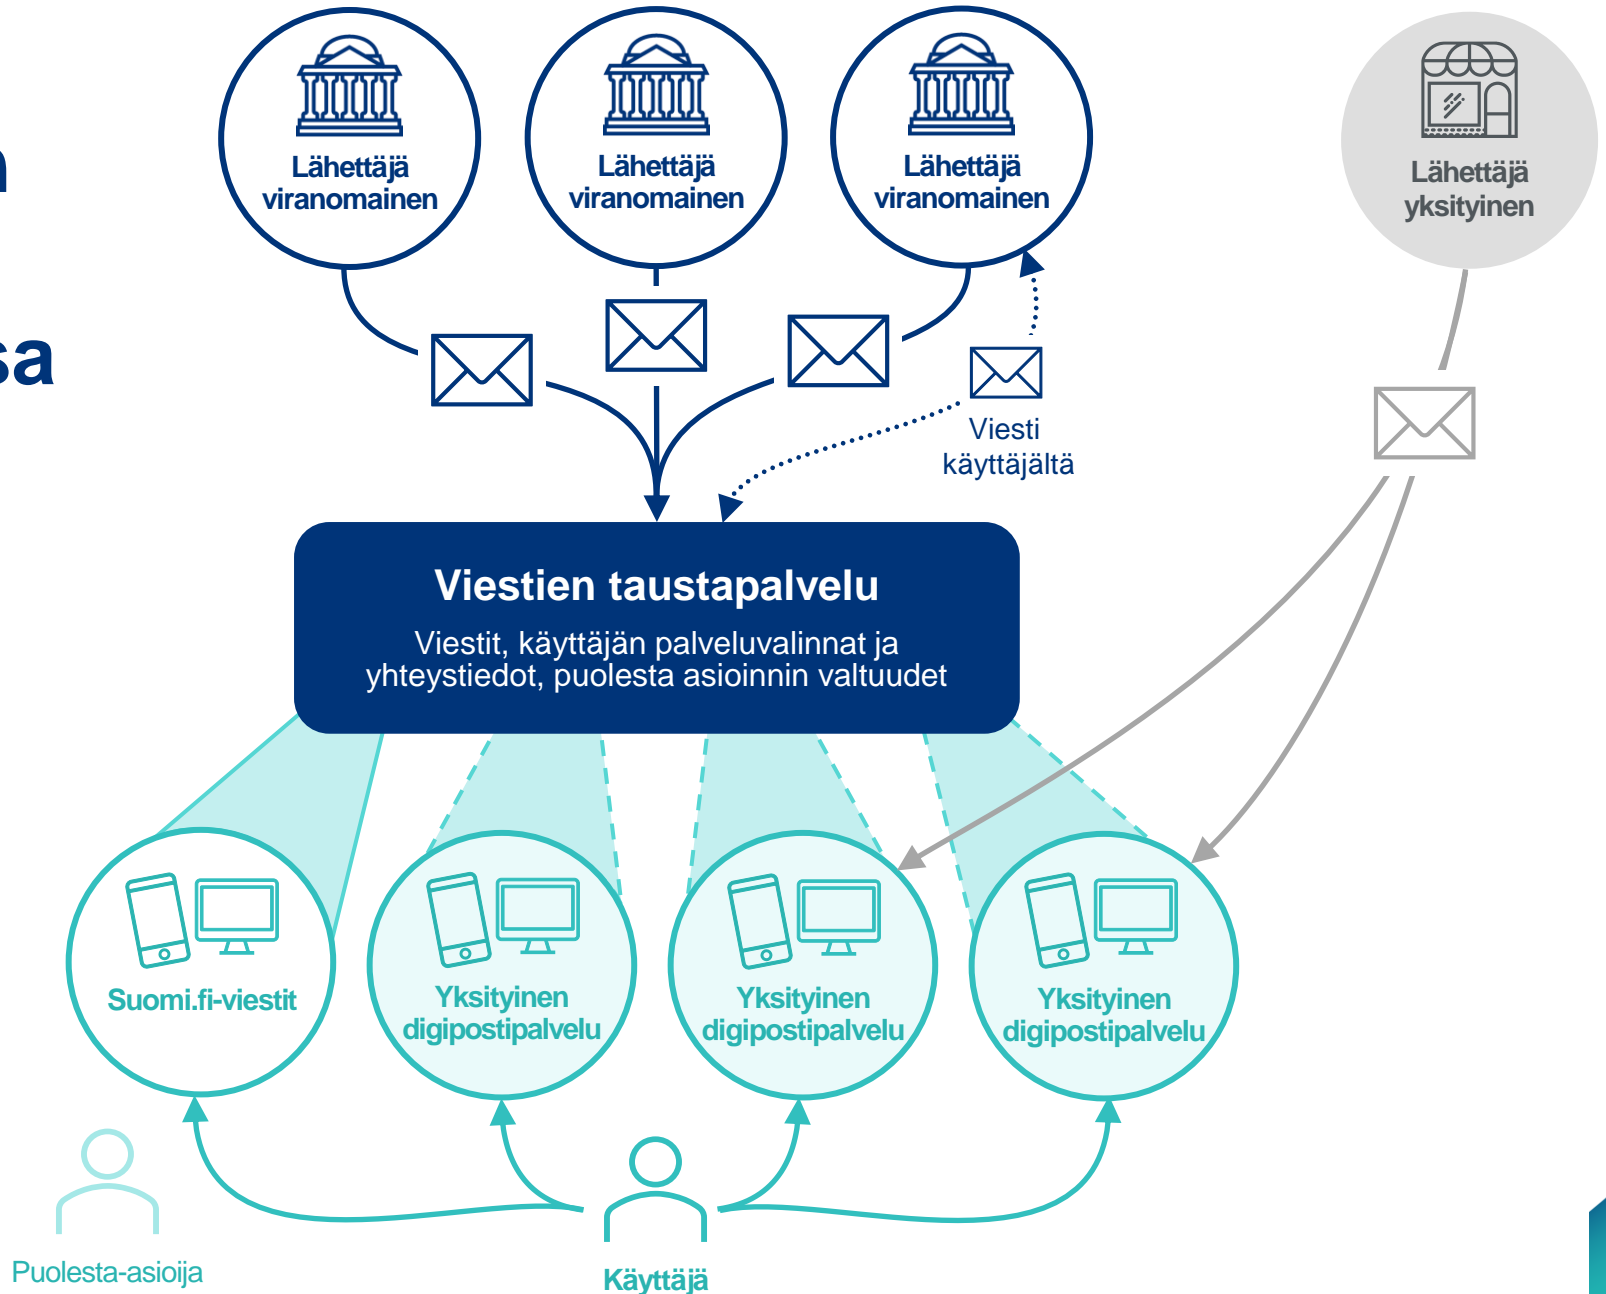 n
sa
Lähettäjä
viranomainen
Lähettäjä
viranomainen
Lähettäjä
viranomainen
Lähettäjä
yksityinen
Viesti
käyttäjältä
Viestien taustapalvelu
Viestit, käyttäjän palveluvalinnat ja
yhteystiedot, puolesta asioinnin valtuudet
Suomi.fi-viestit
Yksityinen
digipostipalvelu
Yksityinen
digipostipalvelu
Yksityinen
digipostipalvelu
Puolesta-asioija
Käyttäjä